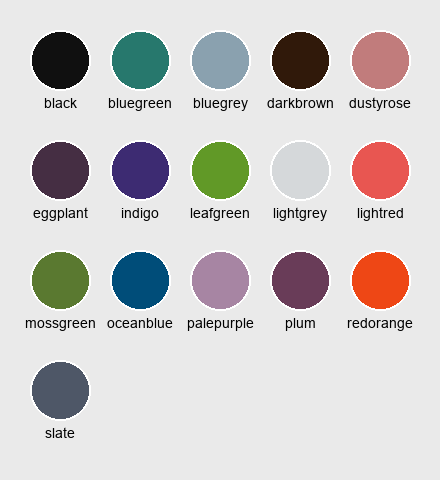 black bluegreen bluegrey darkbrown dustyrose
eggplant indigo leafgreen lightgrey lightred
mossgreen oceanblue palepurple plum redorange
slate